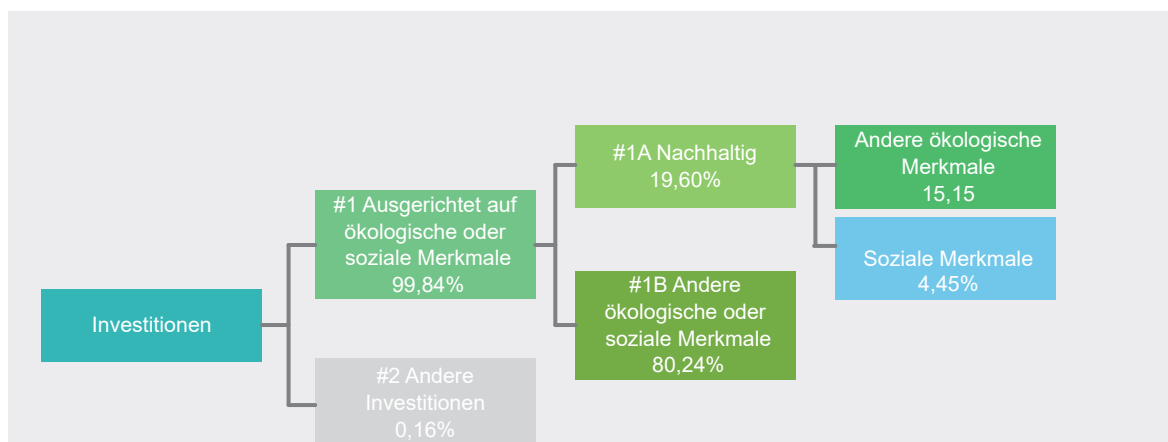 Investitionen
#1 Ausgerichtet auf
ökologische oder
soziale Merkmale
99,84%
#2 Andere
Investitionen
0,16%
#1A Nachhaltig
19,60%
#1B Andere
ökologische oder
soziale Merkmale
80,24%
Andere ökologische
Merkmale
15,15
Soziale Merkmale
4,45%